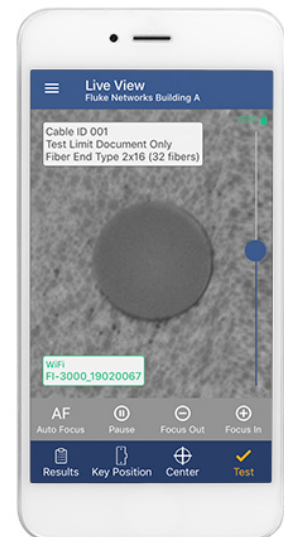 Live View
Fluke Networks Building A
Cable ID 001
Test Limit Document Only
Fiber End Type 2x16 (32 fibers)
WiFi
FI-3000_19020067
AF
Auto Focus
Pause
Focus Out
Focus In
Results
Key Position
Center
Test